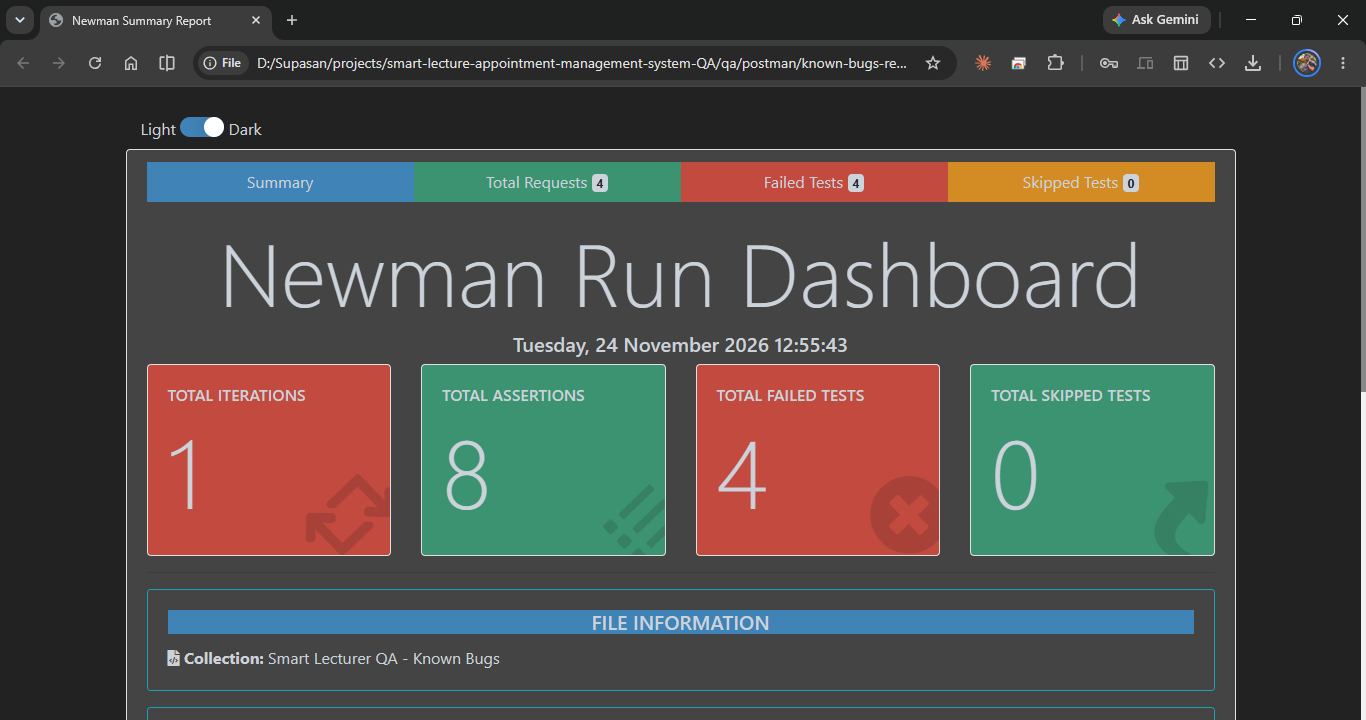 Newman Summary Report
Ask Gemini
File D:/Supasan/projects/smart-lecture-appointment-management-system-QA/qa/postman/known-bugs-re...
Light Dark
Summary Total Requests 4 Failed Tests 4 Skipped Tests 0
Newman Run Dashboard
Tuesday, 24 November 2026 12:55:43
TOTAL ITERATIONS TOTAL ASSERTIONS TOTAL FAILED TESTS TOTAL SKIPPED TESTS
1 8 4 0
FILE INFORMATION
Collection: Smart Lecturer QA - Known Bugs